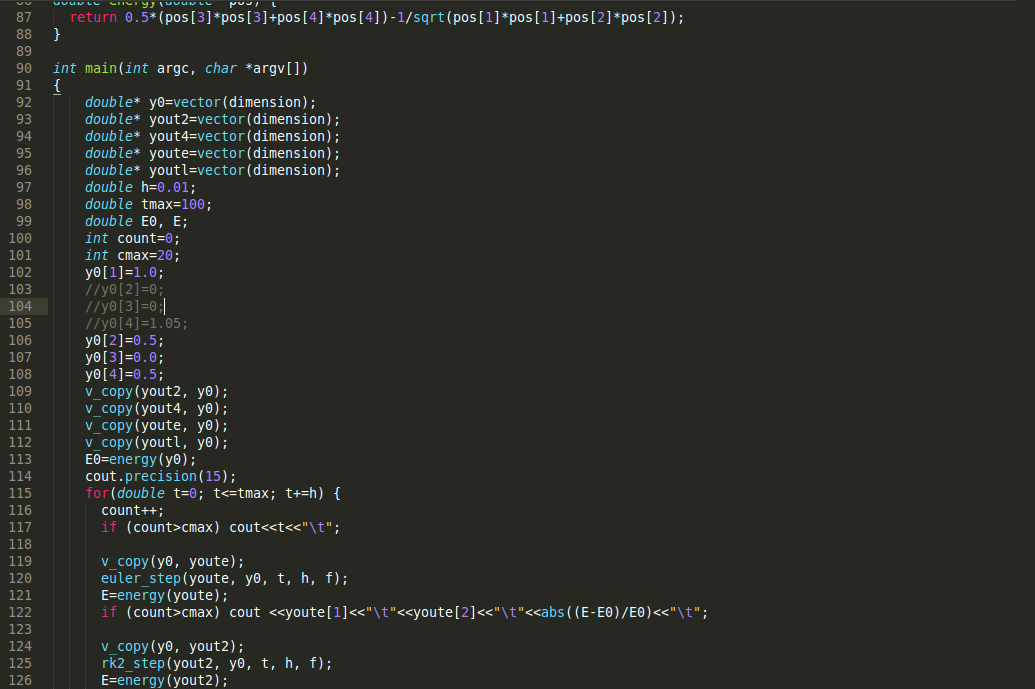 86 double energy(double *pos) {
87 return 0.5*(pos[3]*pos[3]+pos[4]*pos[4])-1/sqrt(pos[1]*pos[1]+pos[2]*pos[2]);
88 }
89
90 int main(int argc, char *argv[])
91 {
92 double* y0=vector(dimension);
93 double* yout2=vector(dimension);
94 double* yout4=vector(dimension);
95 double* youte=vector(dimension);
96 double* youtl=vector(dimension);
97 double h=0.01;
98 double tmax=100;
99 double E0, E;
100 int count=0;
101 int cmax=20;
102 y0[1]=1.0;
103 //y0[2]=0;
104 //y0[3]=0;
105 //y0[4]=1.05;
106 y0[2]=0.5;
107 y0[3]=0.0;
108 y0[4]=0.5;
109 v_copy(yout2, y0);
110 v_copy(yout4, y0);
111 v_copy(youte, y0);
112 v_copy(youtl, y0);
113 E0=energy(y0);
114 cout.precision(15);
115 for(double t=0; t<=tmax; t+=h) {
116 count++;
117 if (count>cmax) cout<<t<<"\t";
118
119 v_copy(y0, youte);
120 euler_step(youte, y0, t, h, f);
121 E=energy(youte);
122 if (count>cmax) cout <<youte[1]<<"\t"<<youte[2]<<"\t"<<abs((E-E0)/E0)<<"\t";
123
124 v_copy(y0, yout2);
125 rk2_step(yout2, y0, t, h, f);
126 E=energy(yout2);